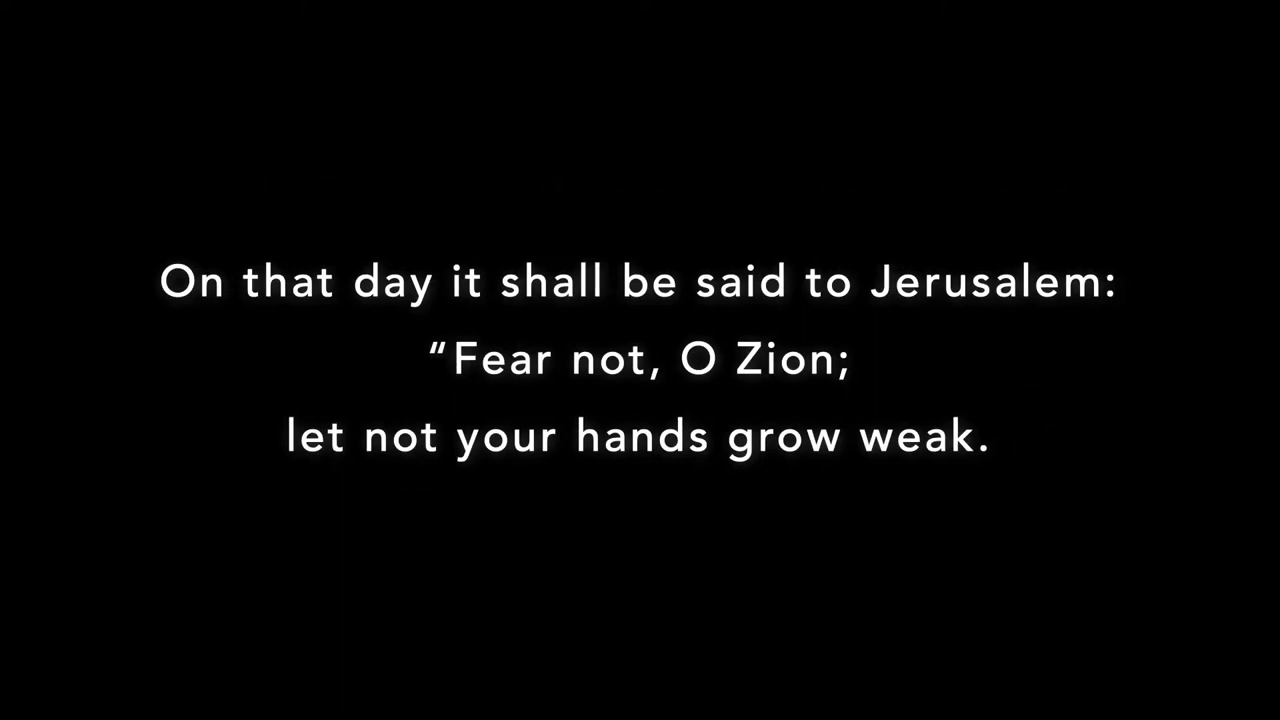 On that day it shall be said to Jerusalem:
“Fear not, O Zion;
let not your hands grow weak.